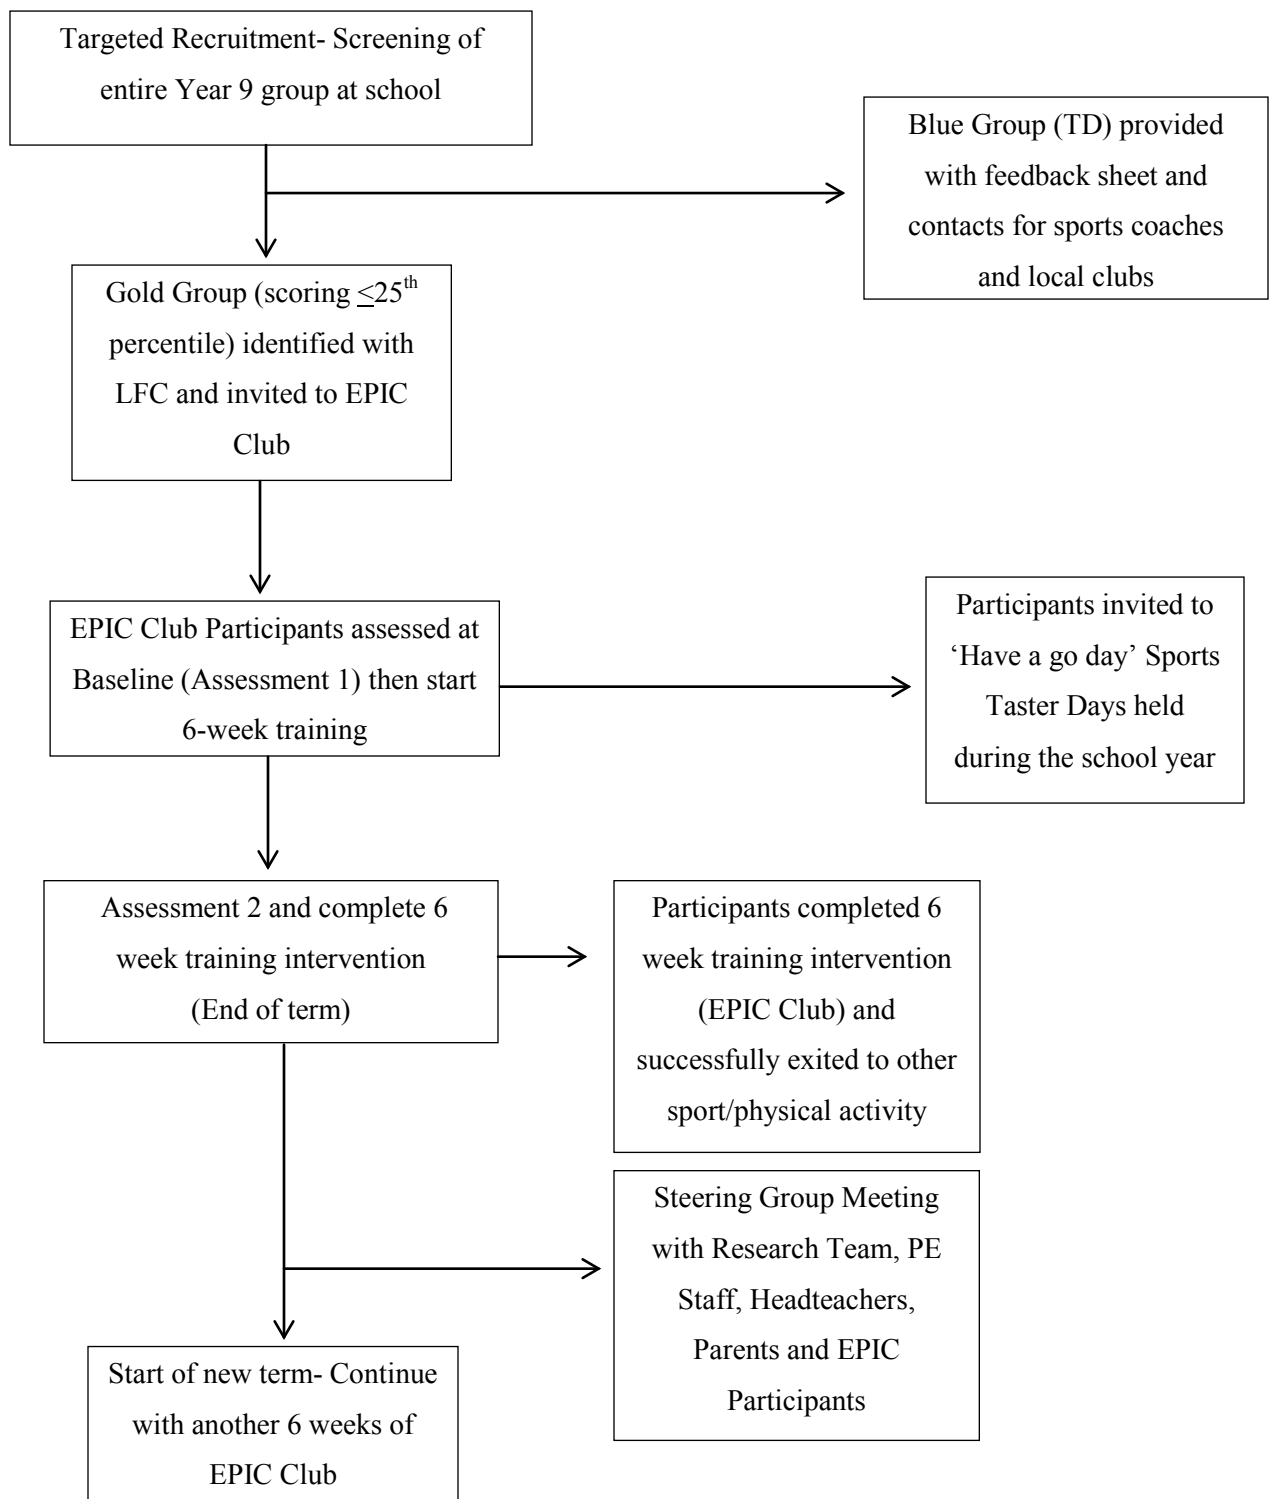 Targeted Recruitment- Screening of
entire Year 9 group at school
Blue Group (TD) provided
with feedback sheet and
contacts for sports coaches
and local clubs
Gold Group (scoring ≤25th
percentile) identified with
LFC and invited to EPIC
Club
EPIC Club Participants assessed at
Baseline (Assessment 1) then start
6-week training
Participants invited to
‘Have a go day’ Sports
Taster Days held
during the school year
Assessment 2 and complete 6
week training intervention
(End of term)
Participants completed 6
week training intervention
(EPIC Club) and
successfully exited to other
sport/physical activity
Steering Group Meeting
with Research Team, PE
Staff, Headteachers,
Parents and EPIC
Participants
Start of new term- Continue
with another 6 weeks of
EPIC Club